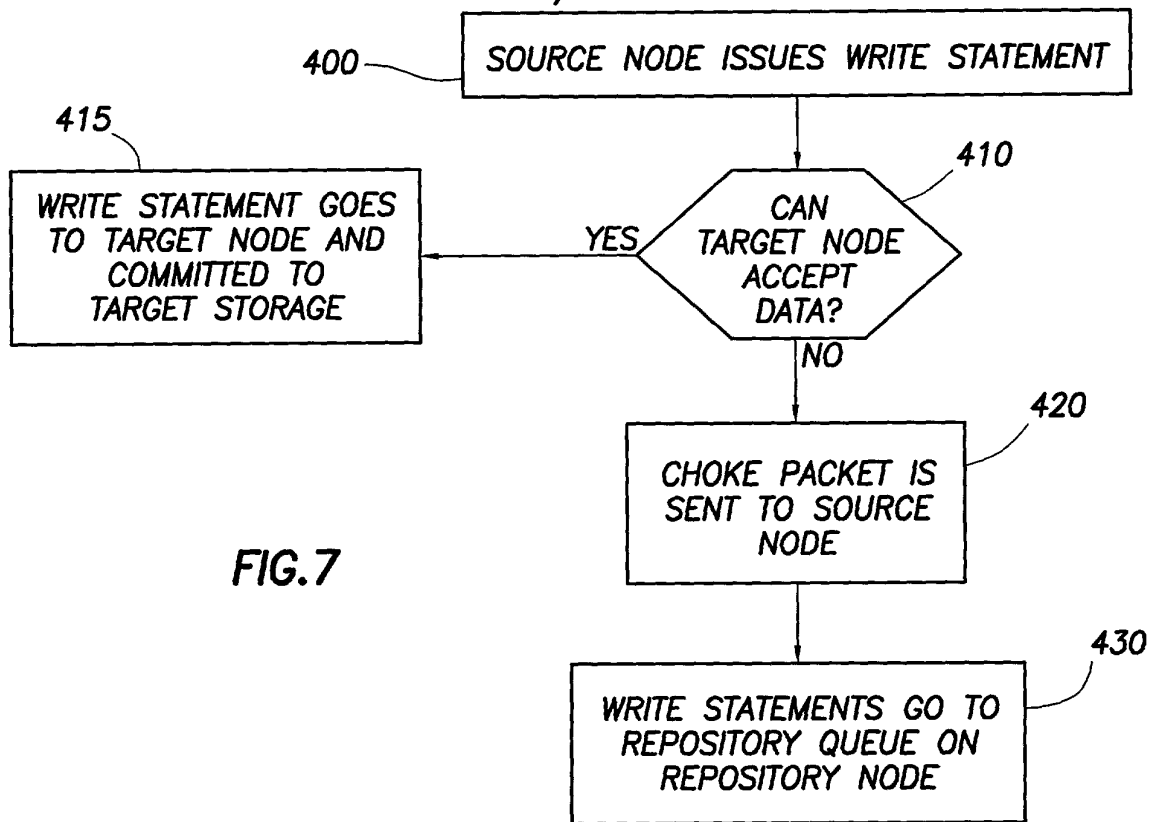 400
SOURCE NODE ISSUES WRITE STATEMENT
415
WRITE STATEMENT GOES
TO TARGET NODE AND
COMMITTED TO
TARGET STORAGE
YES
410
CAN
TARGET NODE
ACCEPT
DATA?
NO
420
CHOKE PACKET IS
SENT TO SOURCE
NODE
FIG.7
430
WRITE STATEMENTS GO TO
REPOSITORY QUEUE ON
REPOSITORY NODE